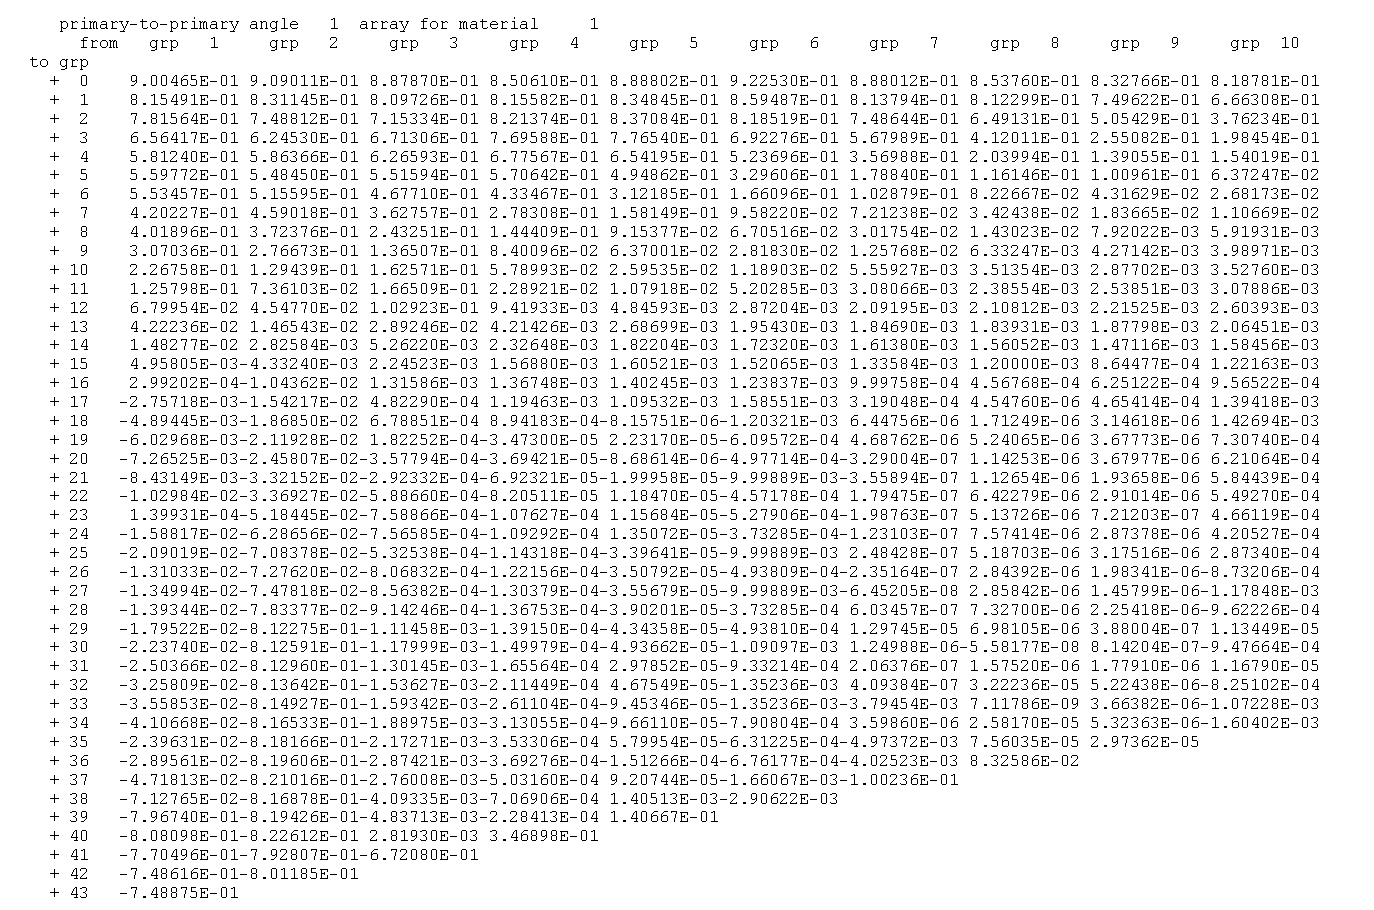 primary-to-primary angle   1  array for material     1
from   grp   1     grp   2     grp   3     grp   4     grp   5     grp   6     grp   7     grp   8     grp   9     grp  10
to grp
+  0    9.00465E-01 9.09011E-01 8.87870E-01 8.50610E-01 8.88802E-01 9.22530E-01 8.88012E-01 8.53760E-01 8.32766E-01 8.18781E-01
+  1    8.15491E-01 8.31145E-01 8.09726E-01 8.15582E-01 8.34845E-01 8.59487E-01 8.13794E-01 8.12299E-01 7.49622E-01 6.66308E-01
+  2    7.81564E-01 7.48812E-01 7.15334E-01 8.21374E-01 8.37084E-01 8.18519E-01 7.48644E-01 6.49131E-01 5.05429E-01 3.76234E-01
+  3    6.56417E-01 6.24530E-01 6.71306E-01 7.69588E-01 7.76540E-01 6.92276E-01 5.67989E-01 4.12011E-01 2.55082E-01 1.98454E-01
+  4    5.81240E-01 5.86366E-01 6.26593E-01 6.77567E-01 6.54195E-01 5.23696E-01 3.56988E-01 2.03994E-01 1.39055E-01 1.54019E-01
+  5    5.59772E-01 5.48450E-01 5.51594E-01 5.70642E-01 4.94862E-01 3.29606E-01 1.78840E-01 1.16146E-01 1.00961E-01 6.37247E-02
+  6    5.53457E-01 5.15595E-01 4.67710E-01 4.33467E-01 3.12185E-01 1.66096E-01 1.02879E-01 8.22667E-02 4.31629E-02 2.68173E-02
+  7    4.20227E-01 4.59018E-01 3.62757E-01 2.78308E-01 1.58149E-01 9.58220E-02 7.21238E-02 3.42438E-02 1.83665E-02 1.10669E-02
+  8    4.01896E-01 3.72376E-01 2.43251E-01 1.44409E-01 9.15377E-02 6.70516E-02 3.01754E-02 1.43023E-02 7.92022E-03 5.91931E-03
+  9    3.07036E-01 2.76673E-01 1.36507E-01 8.40096E-02 6.37001E-02 2.81830E-02 1.25768E-02 6.33247E-03 4.27142E-03 3.98971E-03
+ 10    2.26758E-01 1.29439E-01 1.62571E-01 5.78993E-02 2.59535E-02 1.18903E-02 5.55927E-03 3.51354E-03 2.87702E-03 3.52760E-03
+ 11    1.25798E-01 7.36103E-02 1.66509E-01 2.28921E-02 1.07918E-02 5.20285E-03 3.08066E-03 2.38554E-03 2.53851E-03 3.07886E-03
+ 12    6.79954E-02 4.54770E-02 1.02923E-01 9.41933E-03 4.84593E-03 2.87204E-03 2.09195E-03 2.10812E-03 2.21525E-03 2.60393E-03
+ 13    4.22236E-02 1.46543E-02 2.89246E-02 4.21426E-03 2.68699E-03 1.95430E-03 1.84690E-03 1.83931E-03 1.87798E-03 2.06451E-03
+ 14    1.48277E-02 2.82584E-03 5.26220E-03 2.32648E-03 1.82204E-03 1.72320E-03 1.61380E-03 1.56052E-03 1.47116E-03 1.58456E-03
+ 15    4.95805E-03-4.33240E-03 2.24523E-03 1.56880E-03 1.60521E-03 1.52065E-03 1.33584E-03 1.20000E-03 8.64477E-04 1.22163E-03
+ 16    2.99202E-04-1.04362E-02 1.31586E-03 1.36748E-03 1.40245E-03 1.23837E-03 9.99758E-04 4.56768E-04 6.25122E-04 9.56522E-04
+ 17   -2.75718E-03-1.54217E-02 4.82290E-04 1.19463E-03 1.09532E-03 1.58551E-03 3.19048E-04 4.54760E-06 4.65414E-04 1.39418E-03
+ 18   -4.89445E-03-1.86850E-02 6.78851E-04 8.94183E-04-8.15751E-06-1.20321E-03 6.44756E-06 1.71249E-06 3.14618E-06 1.42694E-03
+ 19   -6.02968E-03-2.11928E-02 1.82252E-04-3.47300E-05 2.23170E-05-6.09572E-04 4.68762E-06 5.24065E-06 3.67773E-06 7.30740E-04
+ 20   -7.26525E-03-2.45807E-02-3.57794E-04-3.69421E-05-8.68614E-06-4.97714E-04-3.29004E-07 1.14253E-06 3.67977E-06 6.21064E-04
+ 21   -8.43149E-03-3.32152E-02-2.92332E-04-6.92321E-05-1.99958E-05-9.99889E-03-3.55894E-07 1.12654E-06 1.93658E-06 5.84439E-04
+ 22   -1.02984E-02-3.36927E-02-5.88660E-04-8.20511E-05 1.18470E-05-4.57178E-04 1.79475E-07 6.42279E-06 2.91014E-06 5.49270E-04
+ 23    1.39931E-04-5.18445E-02-7.58866E-04-1.07627E-04 1.15684E-05-5.27906E-04-1.98763E-07 5.13726E-06 7.21203E-07 4.66119E-04
+ 24   -1.58817E-02-6.28656E-02-7.56585E-04-1.09292E-04 1.35072E-05-3.73285E-04-1.23103E-07 7.57414E-06 2.87378E-06 4.20527E-04
+ 25   -2.09019E-02-7.08378E-02-5.32538E-04-1.14318E-04-3.39641E-05-9.99889E-03 2.48428E-07 5.18703E-06 3.17516E-06 2.87340E-04
+ 26   -1.31033E-02-7.27620E-02-8.06832E-04-1.22156E-04-3.50792E-05-4.93809E-04-2.35164E-07 2.84392E-06 1.98341E-06-8.73206E-04
+ 27   -1.34994E-02-7.47818E-02-8.56382E-04-1.30379E-04-3.55679E-05-9.99889E-03-6.45205E-08 2.85842E-06 1.45799E-06-1.17848E-03
+ 28   -1.39344E-02-7.83377E-02-9.14246E-04-1.36753E-04-3.90201E-05-3.73285E-04 6.03457E-07 7.32700E-06 2.25418E-06-9.62226E-04
+ 29   -1.79522E-02-8.12275E-01-1.11458E-03-1.39150E-04-4.34358E-05-4.93810E-04 1.29745E-05 6.98105E-06 3.88004E-07 1.13449E-05
+ 30   -2.23740E-02-8.12591E-01-1.17999E-03-1.49979E-04-4.93662E-05-1.09097E-03 1.24988E-06-5.58177E-08 8.14204E-07-9.47664E-04
+ 31   -2.50366E-02-8.12960E-01-1.30145E-03-1.65564E-04 2.97852E-05-9.33214E-04 2.06376E-07 1.57520E-06 1.77910E-06 1.16790E-05
+ 32   -3.25809E-02-8.13642E-01-1.53627E-03-2.11449E-04 4.67549E-05-1.35236E-03 4.09384E-07 3.22236E-05 5.22438E-06-8.25102E-04
+ 33   -3.55853E-02-8.14927E-01-1.59342E-03-2.61104E-04-9.45346E-05-1.35236E-03-3.79454E-03 7.11786E-09 3.66382E-06-1.07228E-03
+ 34   -4.10668E-02-8.16533E-01-1.88975E-03-3.13055E-04-9.66110E-05-7.90804E-04 3.59860E-06 2.58170E-05 5.32363E-06-1.60402E-03
+ 35   -2.39631E-02-8.18166E-01-2.17271E-03-3.53306E-04 5.79954E-05-6.31225E-04-4.97372E-03 7.56035E-05 2.97362E-05
+ 36   -2.89561E-02-8.19606E-01-2.87421E-03-3.69276E-04-1.51266E-04-6.76177E-04-4.02523E-03 8.32586E-02
+ 37   -4.71813E-02-8.21016E-01-2.76008E-03-5.03160E-04 9.20744E-05-1.66067E-03-1.00236E-01
+ 38   -7.12765E-02-8.16878E-01-4.09335E-03-7.06906E-04 1.40513E-03-2.90622E-03
+ 39   -7.96740E-01-8.19426E-01-4.83713E-03-2.28413E-04 1.40667E-01
+ 40   -8.08098E-01-8.22612E-01 2.81930E-03 3.46898E-01
+ 41   -7.70496E-01-7.92807E-01-6.72080E-01
+ 42   -7.48616E-01-8.01185E-01
+ 43   -7.48875E-01